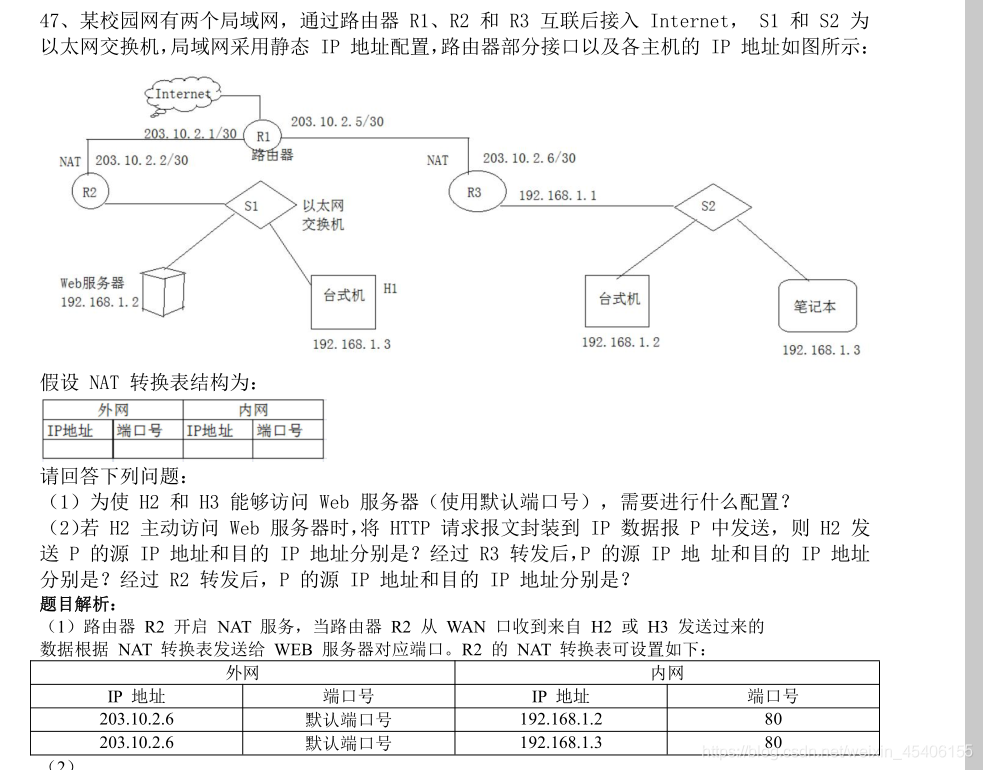 47、某校园网有两个局域网，通过路由器 R1、R2 和 R3 互联后接入 Internet， S1 和 S2 为
以太网交换机，局域网采用静态 IP 地址配置，路由器部分接口以及各主机的 IP 地址如图所示：
Internet
203.10.2.1/30
R1
203.10.2.5/30
路由器
NAT
203.10.2.2/30
NAT
203.10.2.6/30
R2
S1
以太网
交换机
R3
192.168.1.1
S2
Web服务器
192.168.1.2
台式机
H1
192.168.1.3
台式机
192.168.1.2
笔记本
192.168.1.3
假设 NAT 转换表结构为：
外网 内网
IP地址 端口号 IP地址 端口号
请回答下列问题：
（1）为使 H2 和 H3 能够访问 Web 服务器（使用默认端口号），需要进行什么配置？
（2）若 H2 主动访问 Web 服务器时，将 HTTP 请求报文封装到 IP 数据报 P 中发送，则 H2 发
送 P 的源 IP 地址和目的 IP 地址分别是？经过 R3 转发后，P 的源 IP 地 址和目的 IP 地址
分别是？经过 R2 转发后，P 的源 IP 地址和目的 IP 地址分别是？
题目解析：
（1）路由器 R2 开启 NAT 服务，当路由器 R2 从 WAN 口收到来自 H2 或 H3 发送过来的
数据根据 NAT 转换表发送给 WEB 服务器对应端口。R2 的 NAT 转换表可设置如下：
外网 内网
IP 地址 端口号 IP 地址 端口号
203.10.2.6 默认端口号 192.168.1.2 80
203.10.2.6 默认端口号 192.168.1.3 80
https://blog.csdn.net/weixin_45406155
（2）